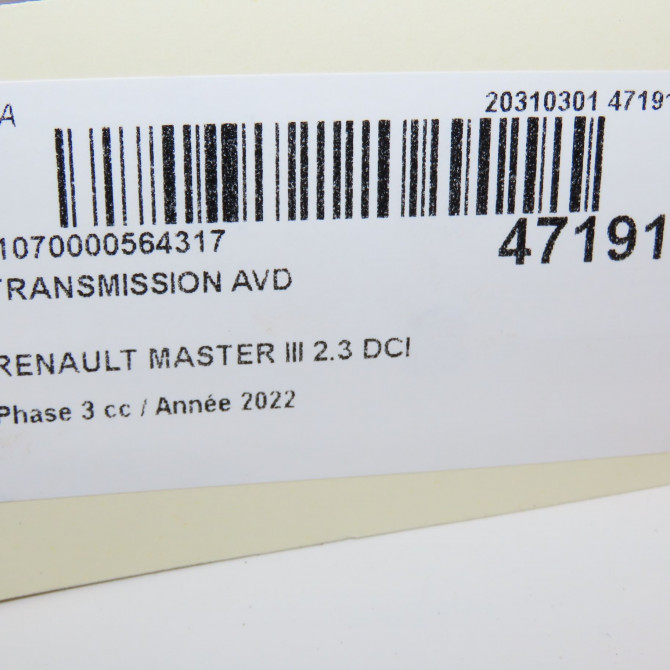 A
20310301 47191
1070000564317
47191
TRANSMISSION AVD
RENAULT MASTER III 2.3 DCI
Phase 3 cc / Année 2022